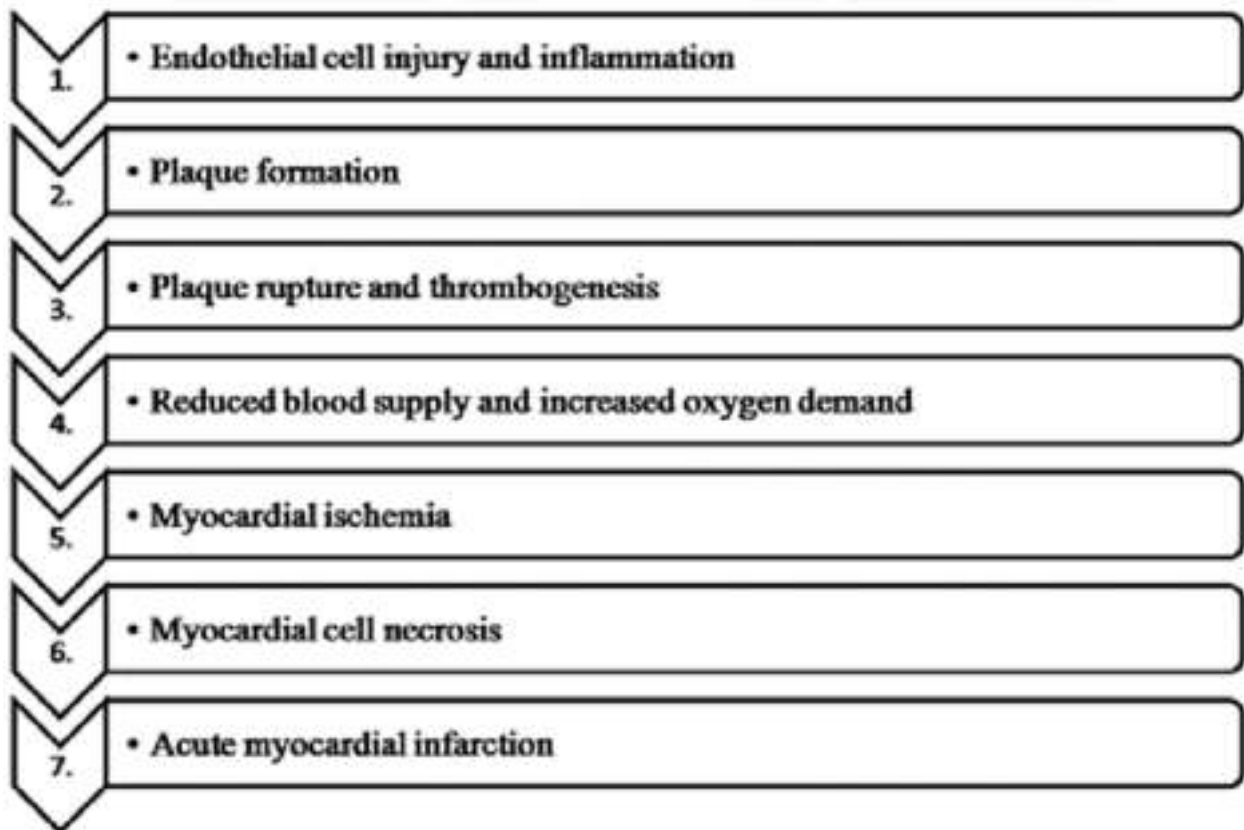 1. • Endothelial cell injury and inflammation
2. • Plaque formation
3. • Plaque rupture and thrombogenesis
4. • Reduced blood supply and increased oxygen demand
5. • Myocardial ischemia
6. • Myocardial cell necrosis
7. • Acute myocardial infarction